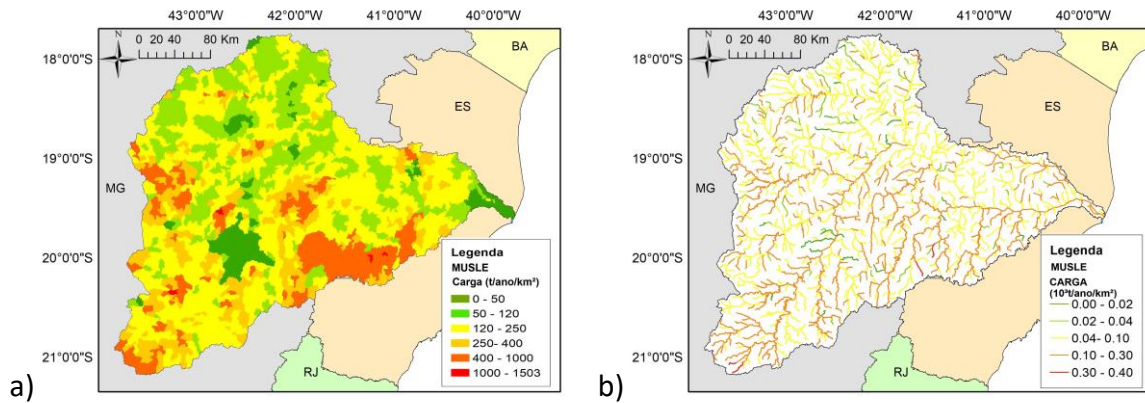 a)
43°0'0"W 42°0'0"W 41°0'0"W 40°0'0"W
N
0 20 40 80 Km
18°0'0"S
19°0'0"S
20°0'0"S
21°0'0"S
BA
ES
MG
RJ
Legenda
MUSLE
Carga (t/ano/km²)
0 - 50
50 - 120
120 - 250
250- 400
400 - 1000
1000 - 1503
b)
43°0'0"W 42°0'0"W 41°0'0"W 40°0'0"W
N
0 20 40 80 Km
18°0'0"S
19°0'0"S
20°0'0"S
21°0'0"S
BA
ES
MG
RJ
Legenda
MUSLE
CARGA
(10³t/ano/km²)
0.00 - 0.02
0.02 - 0.04
0.04- 0.10
0.10 - 0.30
0.30 - 0.40